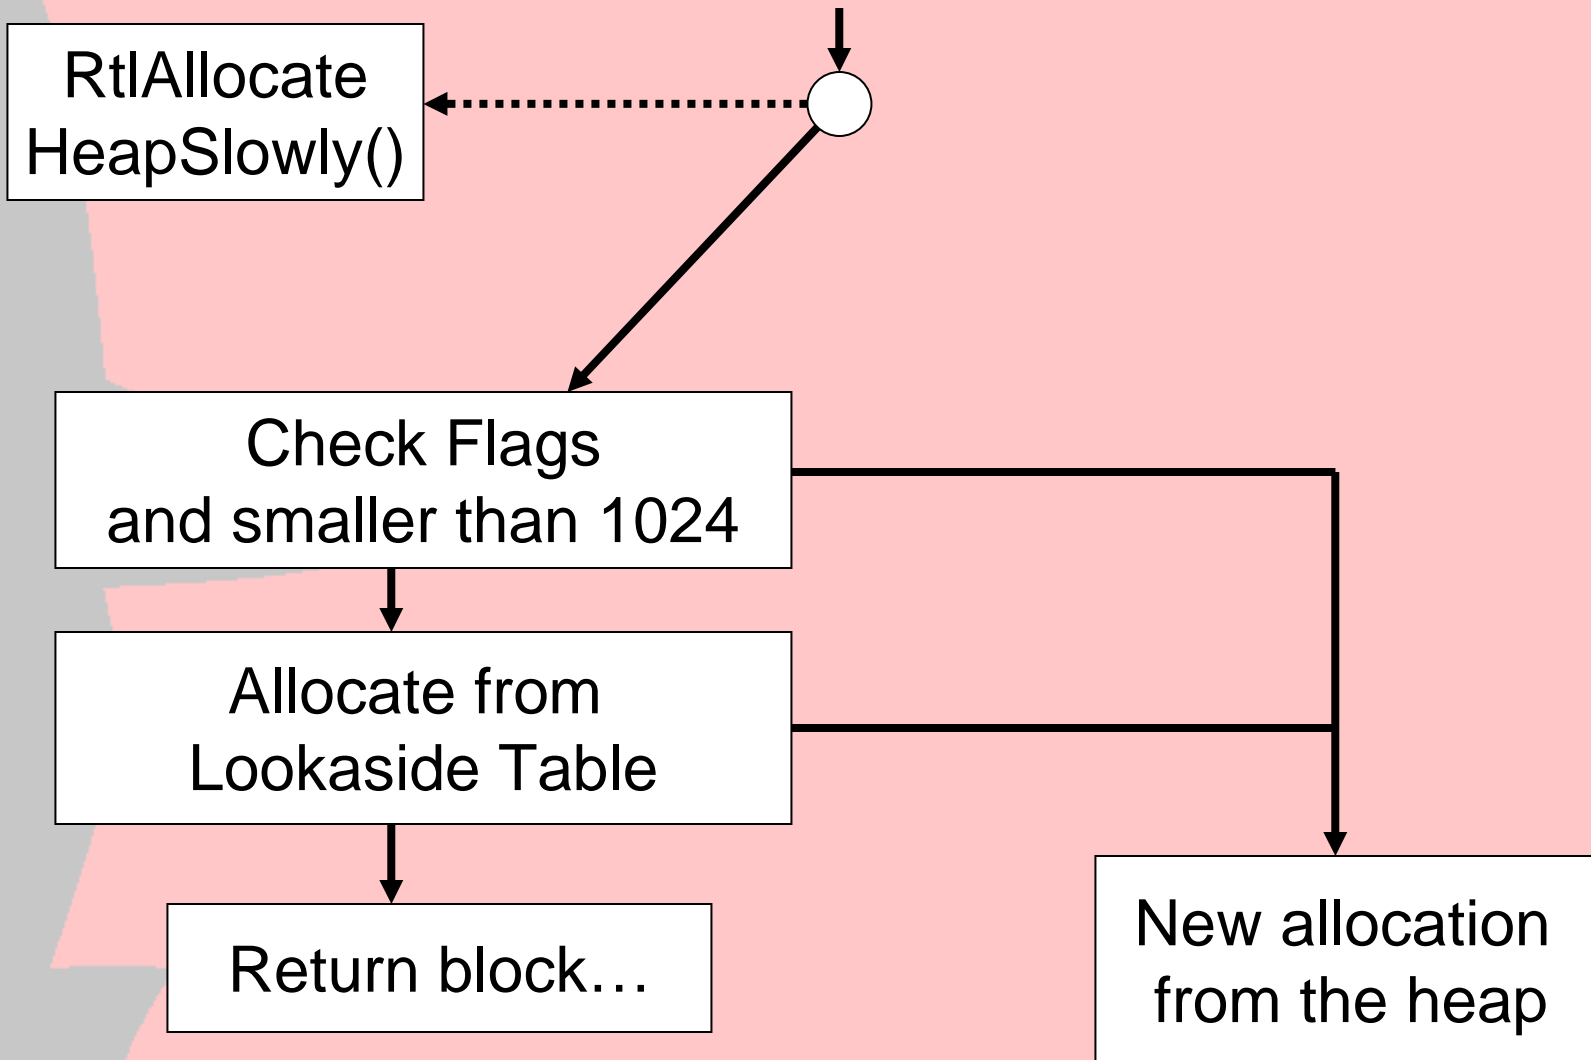 RtlAllocate
HeapSlowly()
Check Flags
and smaller than 1024
Allocate from
Lookaside Table
Return block…
New allocation
from the heap